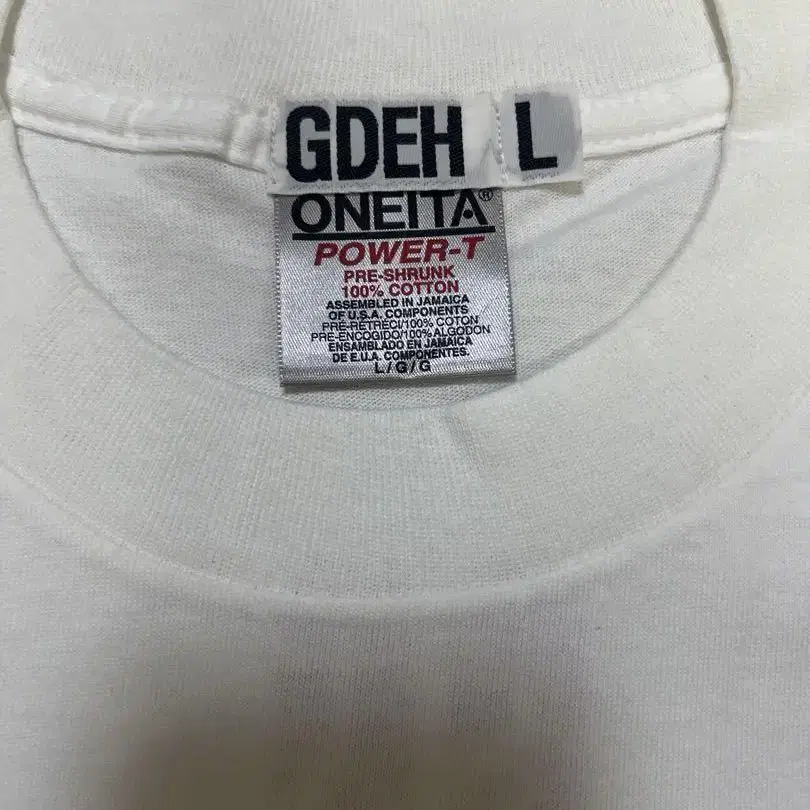 GDEH L
ONEITA®
POWER-T
PRE-SHRUNK
100% COTTON
ASSEMBLED IN JAMAICA
OF U.S.A. COMPONENTS
PRE-RETRECI/100% COTON
PRE-ENCOGIDO/100% ALGODON
ENSAMBLADO EN JAMAICA
DE E.U.A. COMPONENTES.
L/G/G